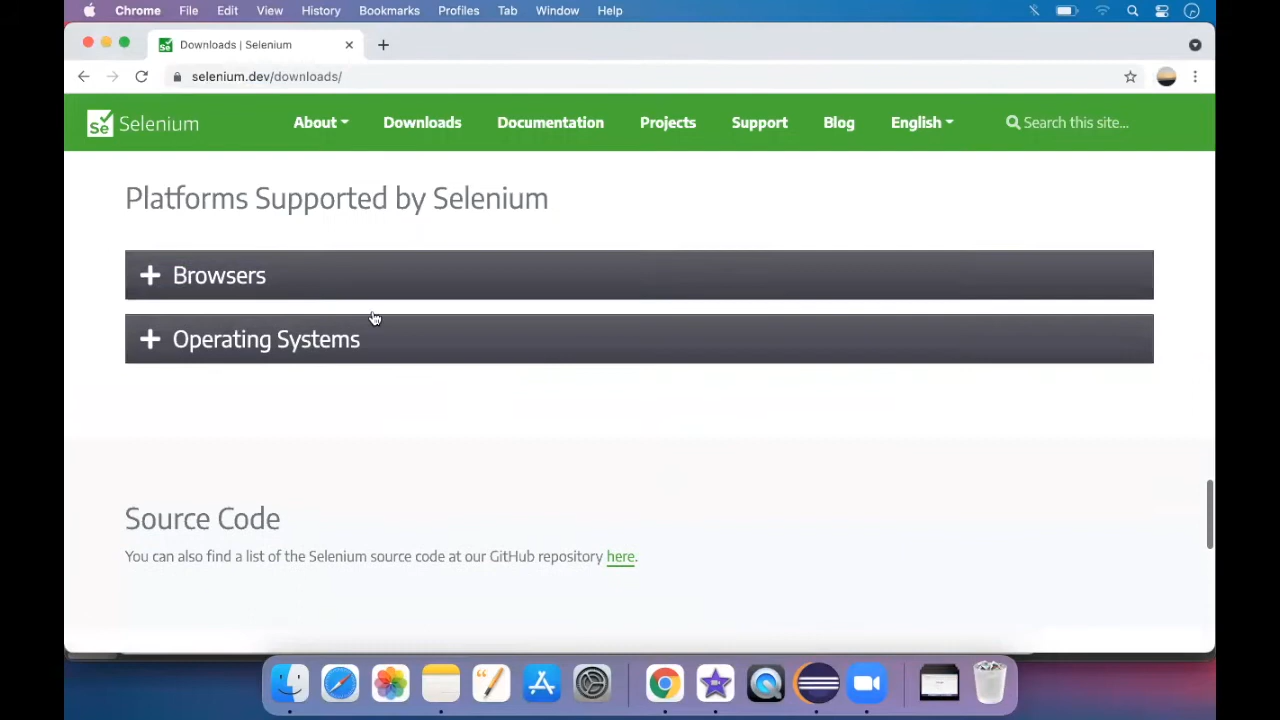 Chrome File Edit View History Bookmarks Profiles Tab Window Help
Downloads | Selenium
selenium.dev/downloads/
Se Selenium About Downloads Documentation Projects Support Blog English Search this site...
Platforms Supported by Selenium
Browsers
Operating Systems
Source Code
You can also find a list of the Selenium source code at our GitHub repository here.